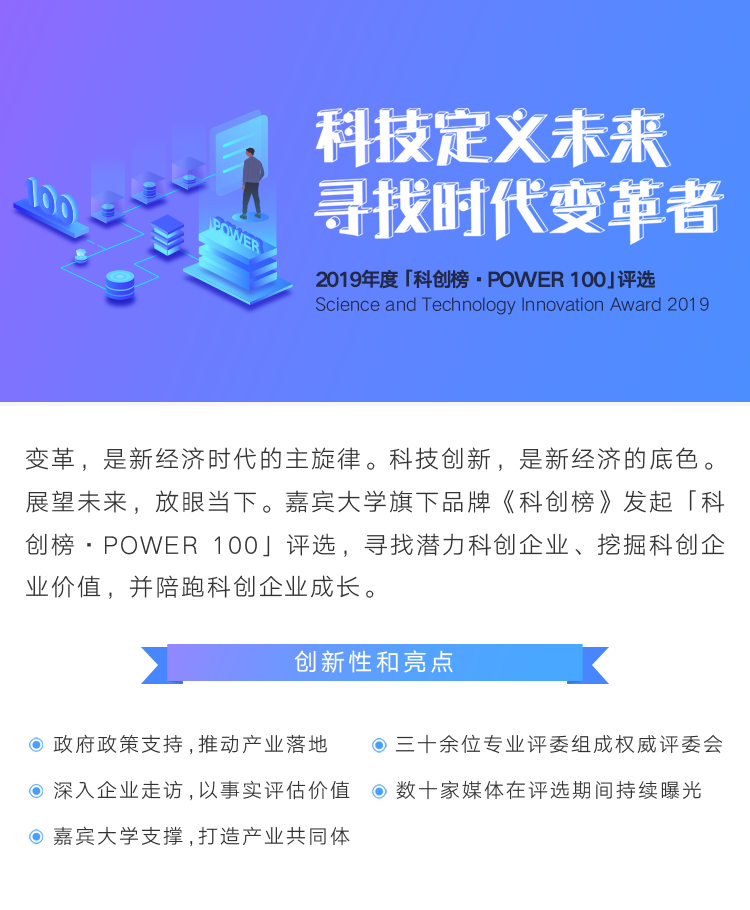 100
POWER
科技定义未来
寻找时代变革者
2019年度「科创榜·POWER 100」评选
Science and Technology Innovation Award 2019
变革，是新经济时代的主旋律。科技创新，是新经济的底色。
展望未来，放眼当下。嘉宾大学旗下品牌《科创榜》发起「科
创榜·POWER 100」评选，寻找潜力科创企业、挖掘科创企
业价值，并陪跑科创企业成长。
创新性和亮点
政府政策支持,推动产业落地
三十余位专业评委组成权威评委会
深入企业走访,以事实评估价值
数十家媒体在评选期间持续曝光
嘉宾大学支撑,打造产业共同体